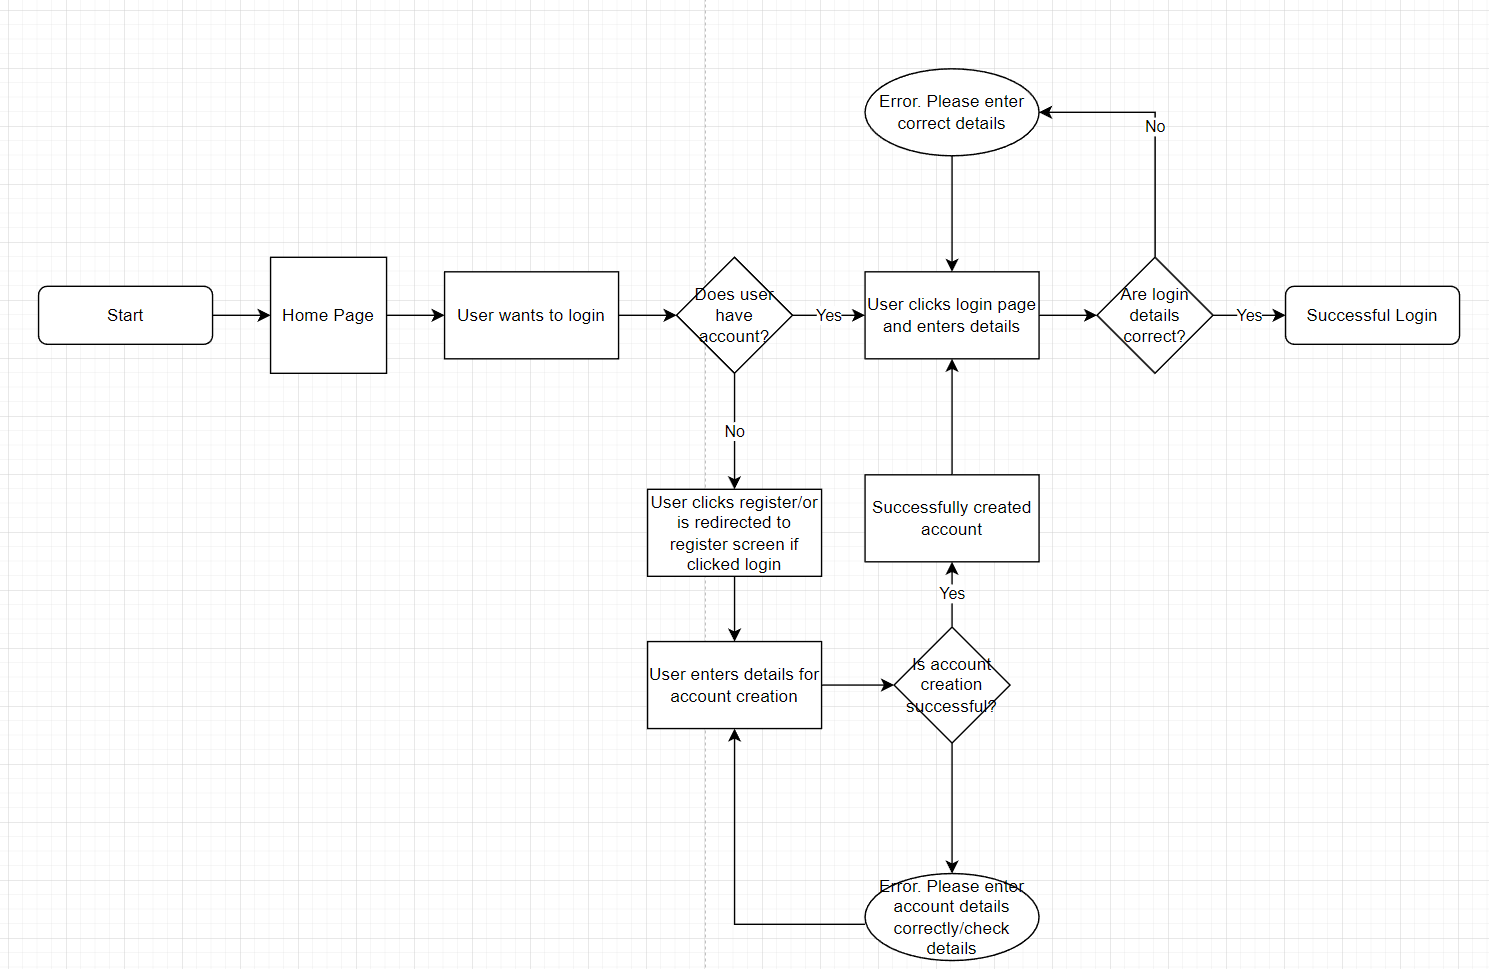 Error. Please enter
correct details
No
Start
Home Page
User wants to login
Does user
have
account?
Yes
User clicks login page
and enters details
Are login
details
correct?
Yes
Successful Login
No
User clicks register/or
is redirected to
register screen if
clicked login
Successfully created
account
Yes
User enters details for
account creation
Is account
creation
successful?
Error. Please enter
account details
correctly/check
details